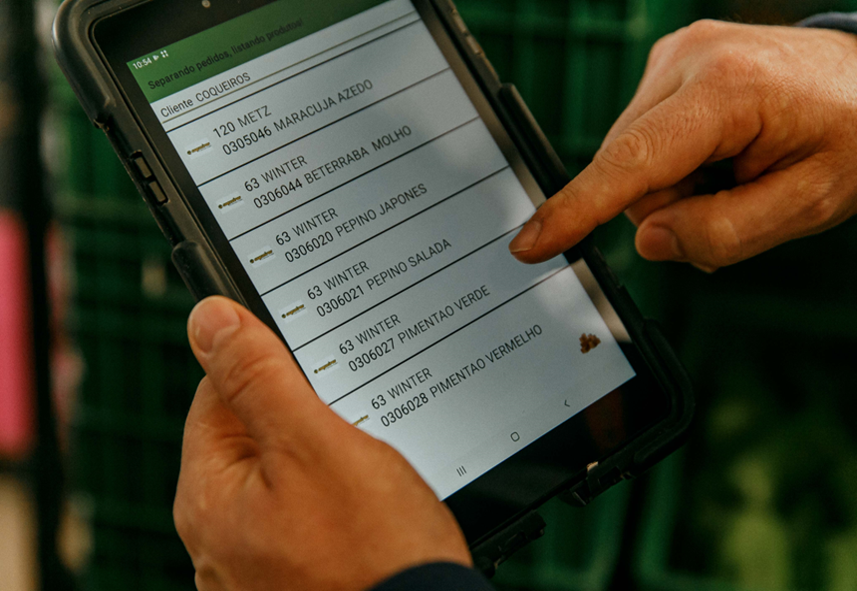 10:54
Separando pedidos, listando produtos!
Cliente COQUEIROS
120 METZ
0305046 MARACUJA AZEDO
63 WINTER
0306044 BETERRABA MOLHO
63 WINTER
0306020 PEPINO JAPONES
63 WINTER
0306021 PEPINO SALADA
63 WINTER
0306027 PIMENTAO VERDE
63 WINTER
0306028 PIMENTAO VERMELHO